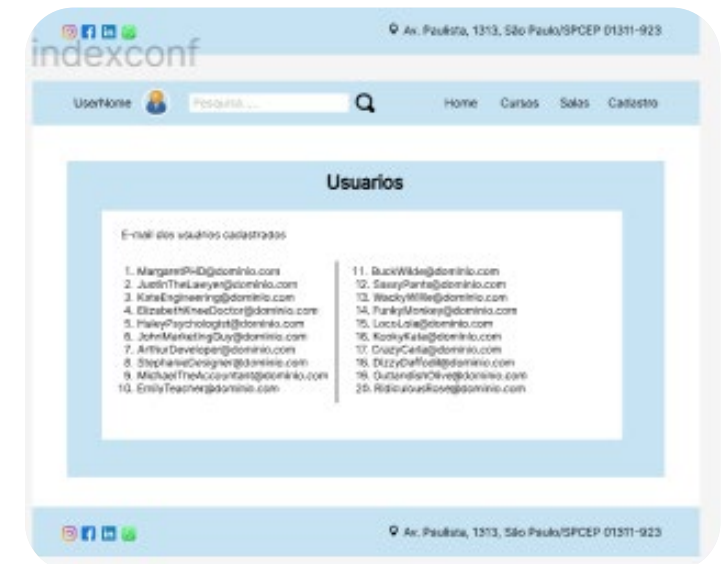 Av. Paulista, 1313, São Paulo/SPCEP 01311-923
indexconf
UserNome Pesquisa ... Home Cursos Salas Cadastro
Usuarios
E-mail dos usuários cadastrados
1. MargaretPHD@dominio.com
2. JustinTheLawyer@dominio.com
3. KateEngineering@dominio.com
4. ElizabethKneeDoctor@dominio.com
5. HaleyPsychologist@dominio.com
6. JohnMarketingGuy@dominio.com
7. ArthurDeveloper@dominio.com
8. StephanieDesigner@dominio.com
9. MichaelTheAccountant@dominio.com
10. EmilyTeacher@dominio.com
11. BuckWilde@dominio.com
12. SassyPants@dominio.com
13. WackyWillie@dominio.com
14. FunkyMonkey@dominio.com
15. LocoLola@dominio.com
16. KookyKate@dominio.com
17. CrazyCarla@dominio.com
18. DizzyDaffodil@dominio.com
19. OutlandishOlive@dominio.com
20. RidiculousRose@dominio.com
Av. Paulista, 1313, São Paulo/SPCEP 01311-923